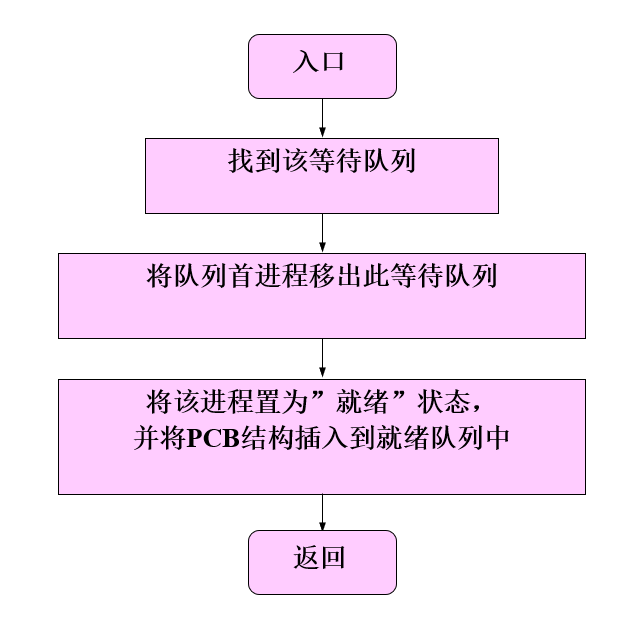 入口
找到该等待队列
将队列首进程移出此等待队列
将该进程置为”就绪”状态，
并将PCB结构插入到就绪队列中
返回